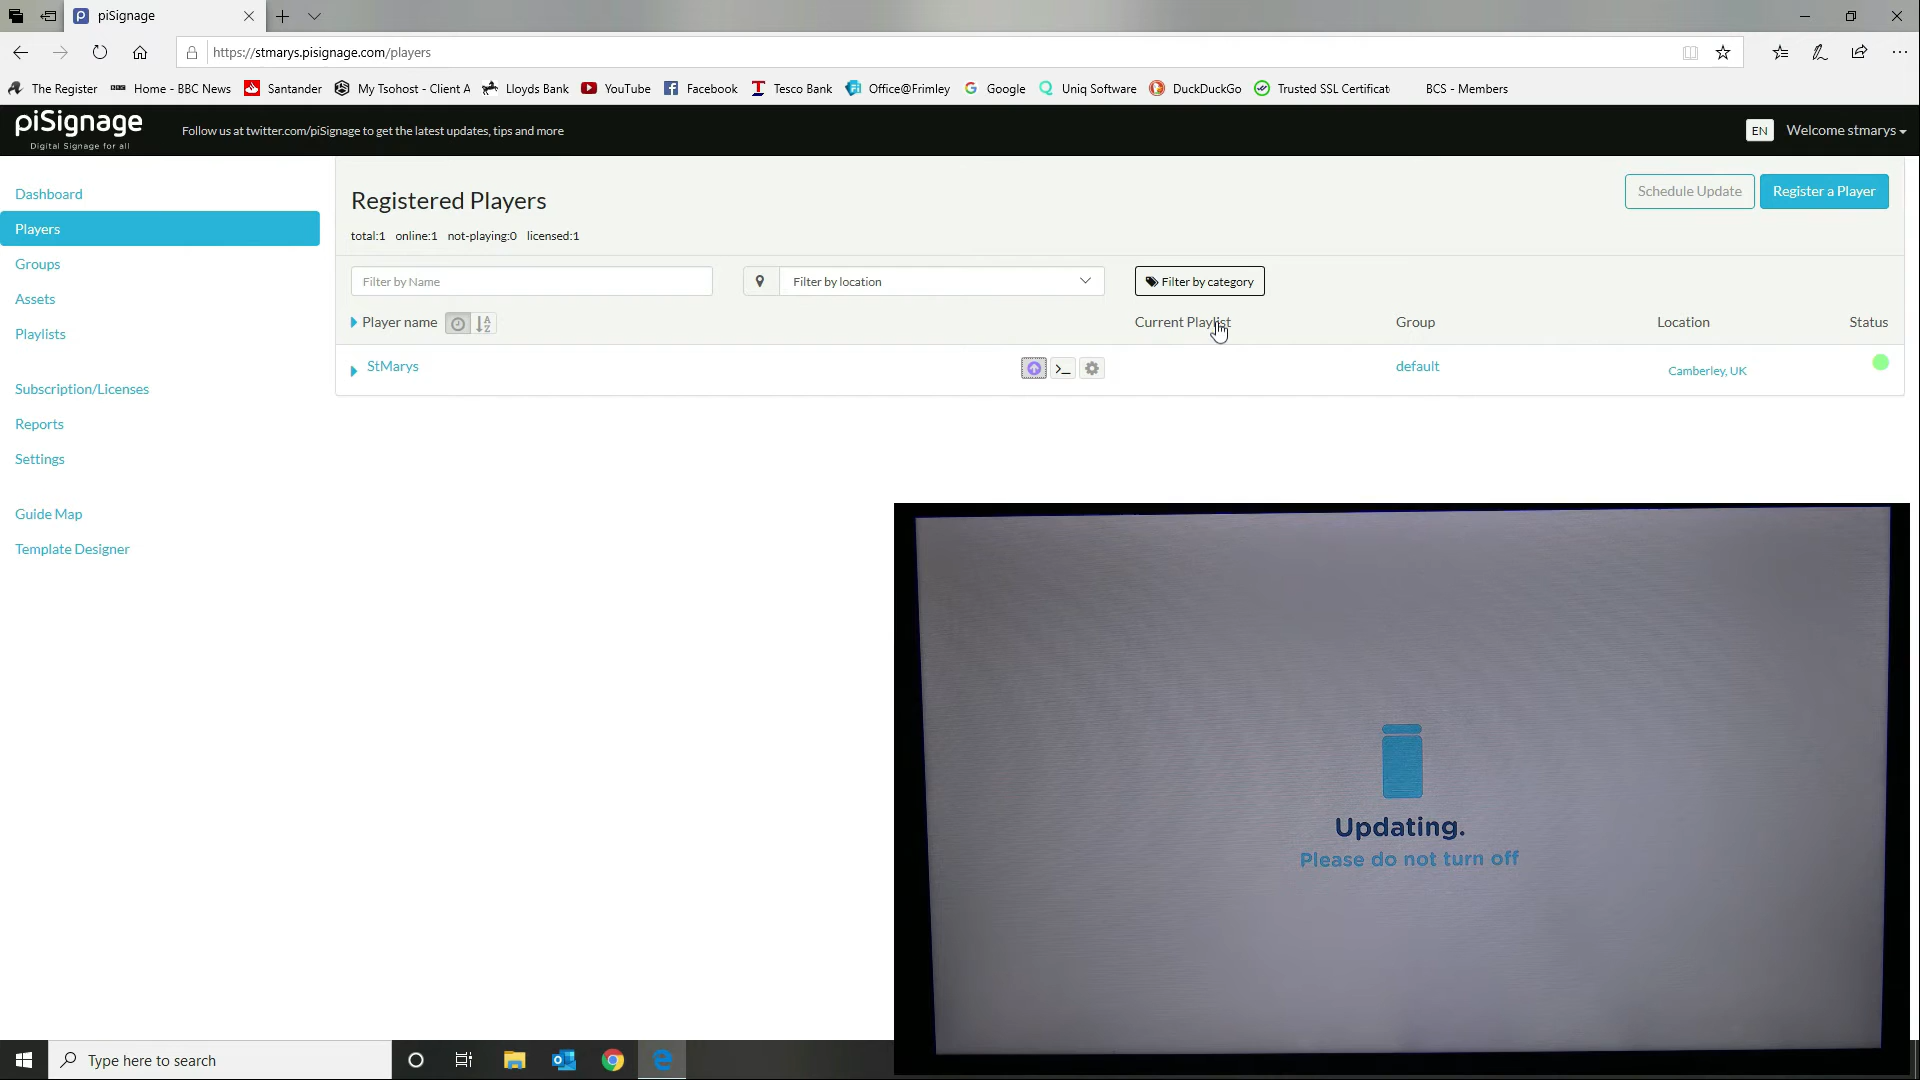 piSignage
https://stmarys.pisignage.com/players
The Register
Home - BBC News
Santander
My Tsohost - Client A
Lloyds Bank
YouTube
Facebook
Tesco Bank
Office@Frimley
Google
Uniq Software
DuckDuckGo
Trusted SSL Certificat
BCS - Members
piSignage
Digital Signage for all
Follow us at twitter.com/piSignage to get the latest updates, tips and more
EN
Welcome stmarys
Dashboard
Players
Groups
Assets
Playlists
Subscription/Licenses
Reports
Settings
Guide Map
Template Designer
Registered Players
Schedule Update
Register a Player
total:1 online:1 not-playing:0 licensed:1
Filter by Name
Filter by location
Filter by category
Player name
Current Playlist
Group
Location
Status
StMarys
default
Camberley, UK
Updating.
Please do not turn off
Type here to search